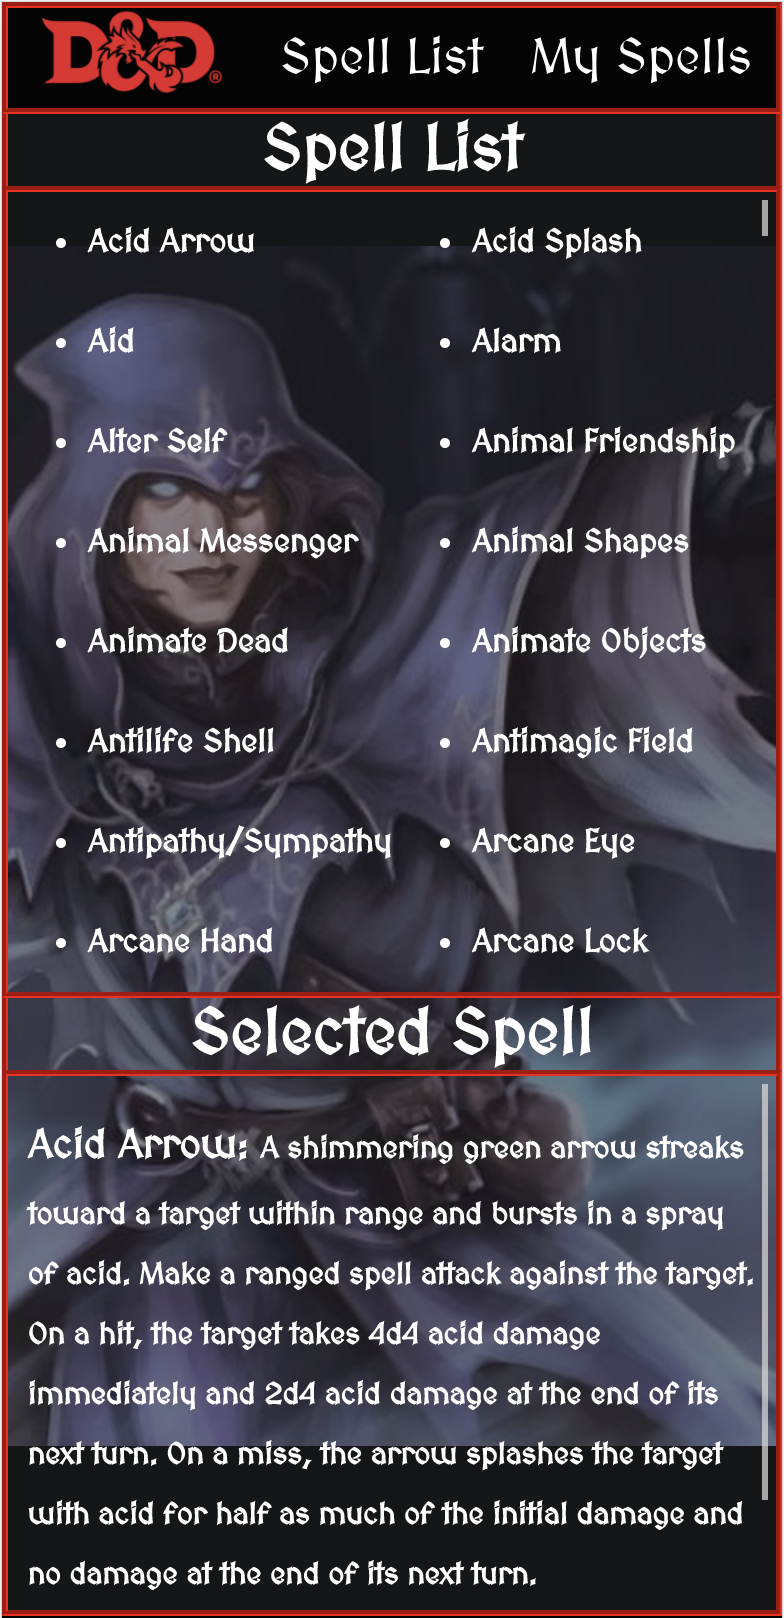 D&D®
Spell List My Spells
Spell List
• Acid Arrow
• Acid Splash
• Aid
• Alarm
• Alter Self
• Animal Friendship
• Animal Messenger
• Animal Shapes
• Animate Dead
• Animate Objects
• Antilife Shell
• Antimagic Field
• Antipathy/Sympathy
• Arcane Eye
• Arcane Hand
• Arcane Lock
Selected Spell
Acid Arrow: A shimmering green arrow streaks
toward a target within range and bursts in a spray
of acid. Make a ranged spell attack against the target.
On a hit, the target takes 4d4 acid damage
immediately and 2d4 acid damage at the end of its
next turn. On a miss, the arrow splashes the target
with acid for half as much of the initial damage and
no damage at the end of its next turn.